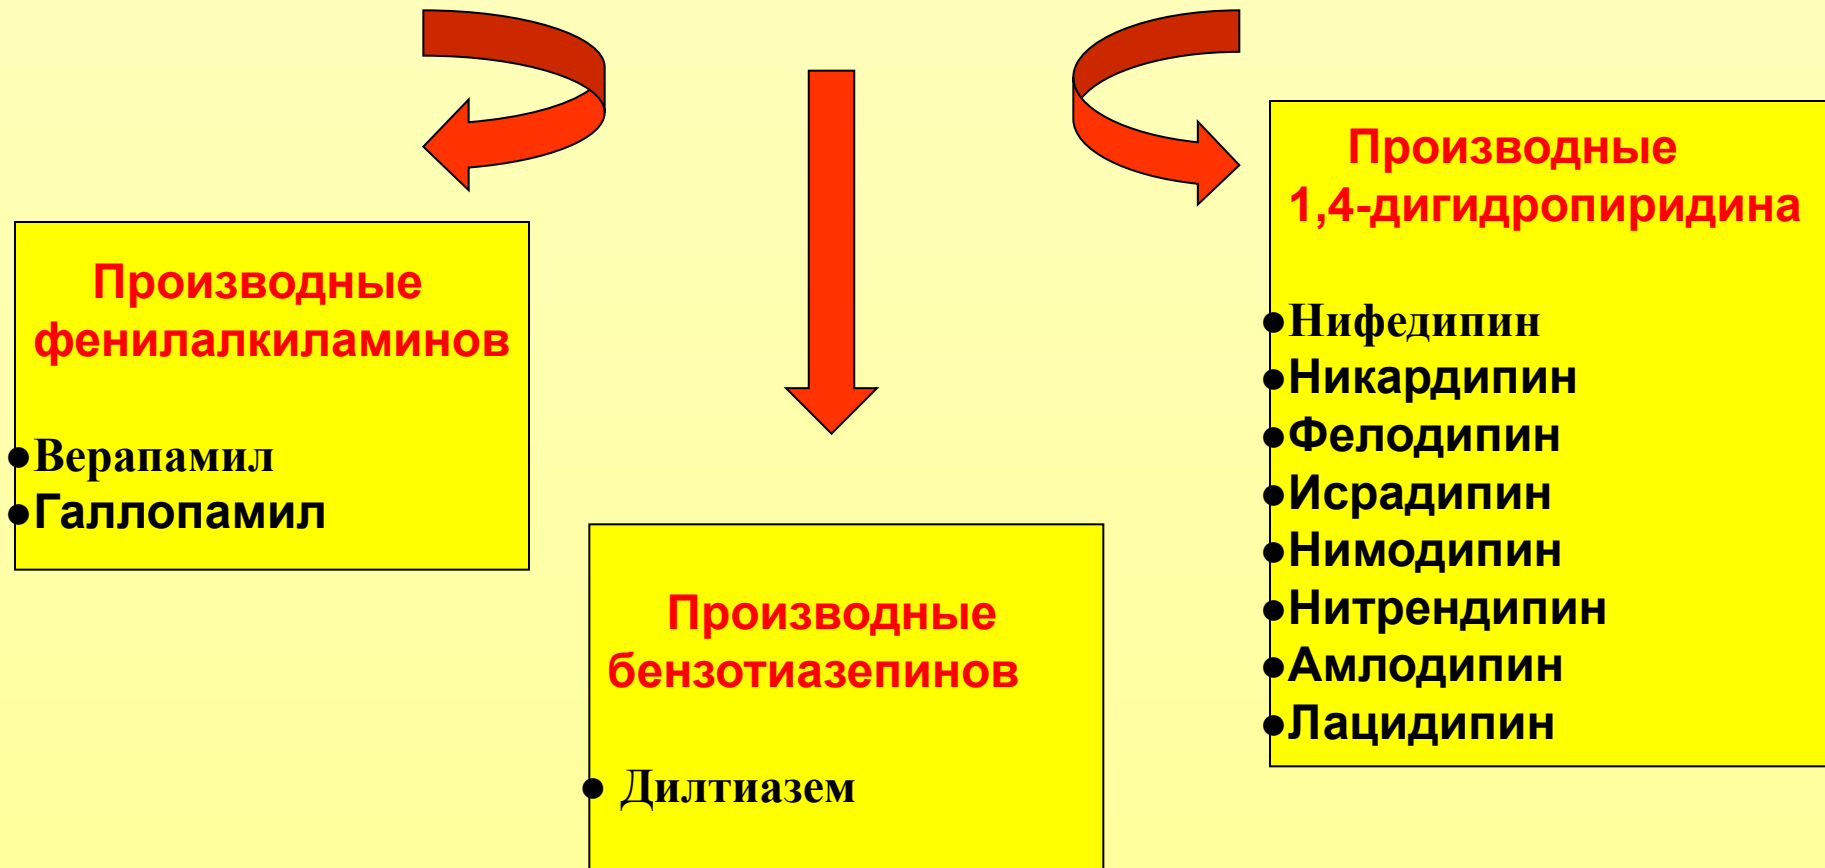 Производные
фенилалкиламинов
●Верапамил
●Галлопамил
Производные
бензотиазепинов
● Дилтиазем
Производные
1,4-дигидропиридина
●Нифедипин
●Никардипин
●Фелодипин
●Исрадипин
●Нимодипин
●Нитрендипин
●Амлодипин
●Лацидипин